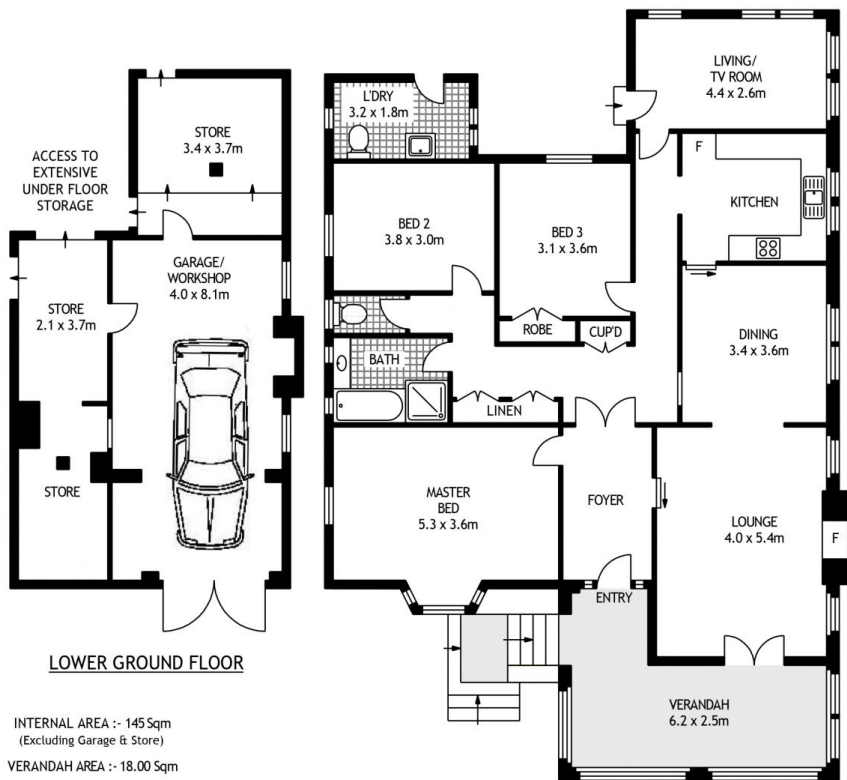 STORE
3.4 x 3.7m
ACCESS TO
EXTENSIVE
UNDER FLOOR
STORAGE
GARAGE/
WORKSHOP
4.0 x 8.1m
STORE
2.1 x 3.7m
STORE
LOWER GROUND FLOOR
INTERNAL AREA :- 145 Sqm
(Excluding Garage & Store)
VERANDAH AREA :- 18.00 Sqm
L'DRY
3.2 x 1.8m
LIVING/
TV ROOM
4.4 x 2.6m
F
KITCHEN
BED 2
3.8 x 3.0m
BED 3
3.1 x 3.6m
ROBE
CUP'D
DINING
3.4 x 3.6m
BATH
LINEN
MASTER
BED
5.3 x 3.6m
FOYER
LOUNGE
4.0 x 5.4m
F
ENTRY
VERANDAH
6.2 x 2.5m